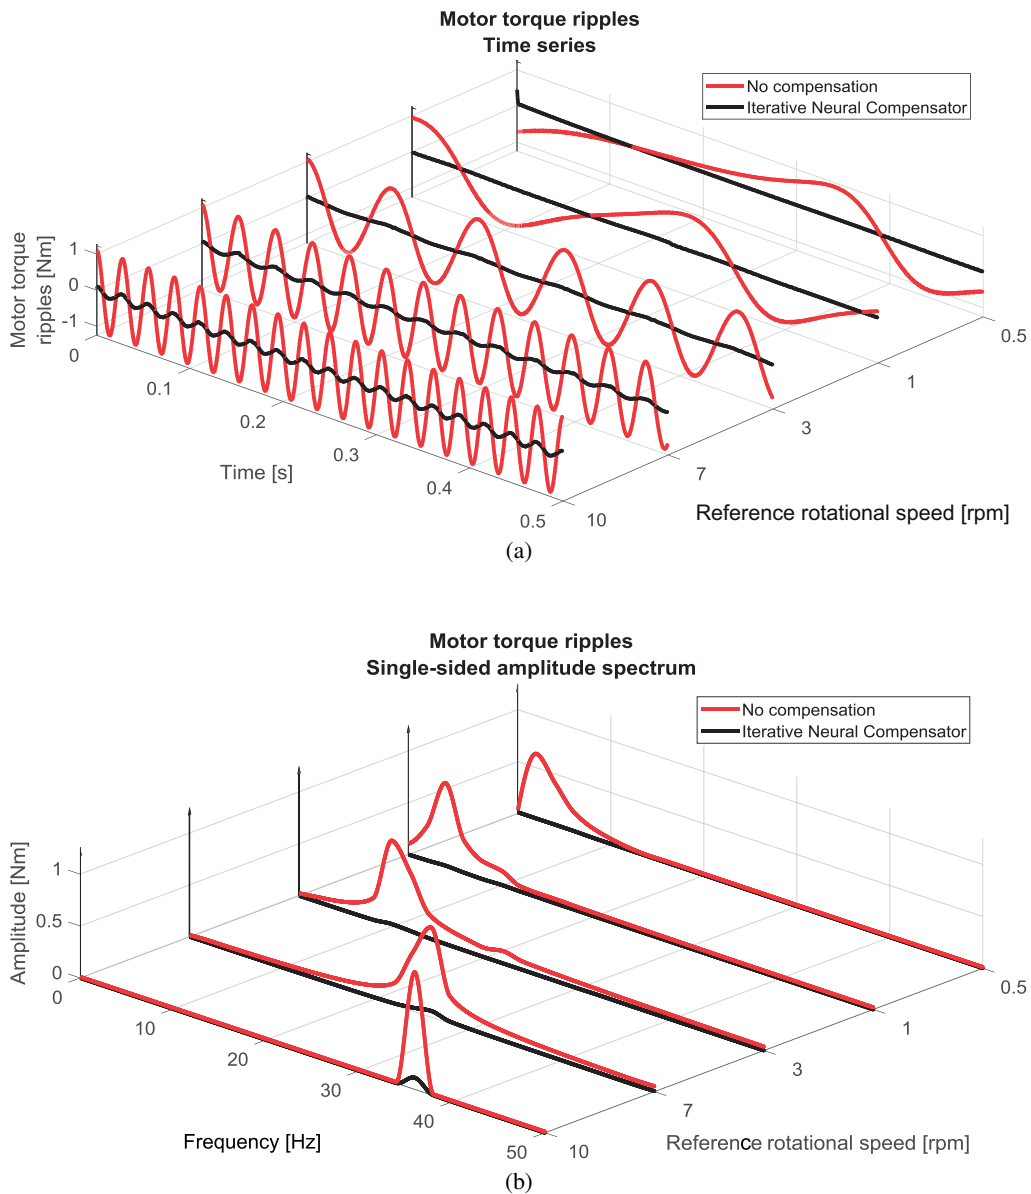 Motor torque ripples
Time series
No compensation
Iterative Neural Compensator
Motor torque
ripples [Nm]
1
0
-1
0
0.1
0.2
0.3
0.4
0.5
Time [s]
10
7
3
1
0.5
Reference rotational speed [rpm]
(a)
Motor torque ripples
Single-sided amplitude spectrum
No compensation
Iterative Neural Compensator
Amplitude [Nm]
1
0.5
0
0
10
20
30
40
50
Frequency [Hz]
10
7
3
1
0.5
Reference rotational speed [rpm]
(b)